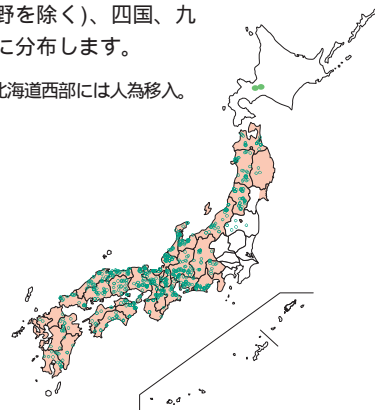 野を除く)、四国、九
に分布します。
北海道西部には人為移入。